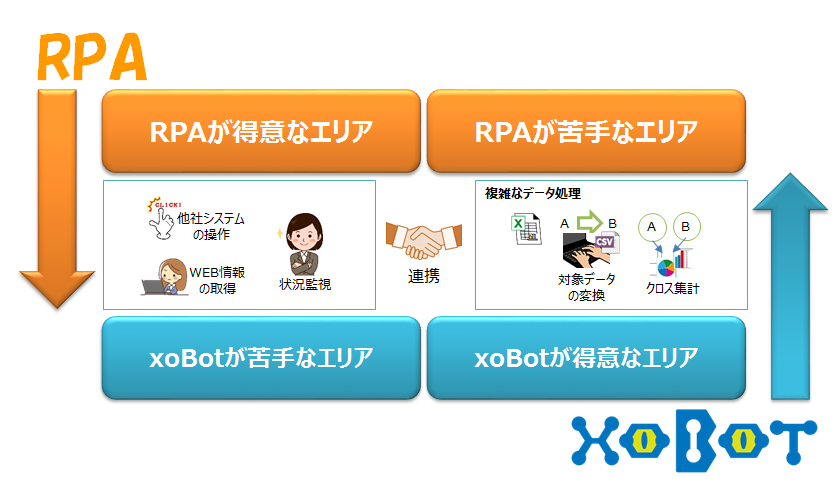 RPA
RPAが得意なエリア
RPAが苦手なエリア
CLICK!
他社システム
の操作
WEB情報
の取得
状況監視
連携
複雑なデータ処理
X
A
B
CSV
対象データ
の変換
A
B
クロス集計
xoBotが苦手なエリア
xoBotが得意なエリア
XoBoT